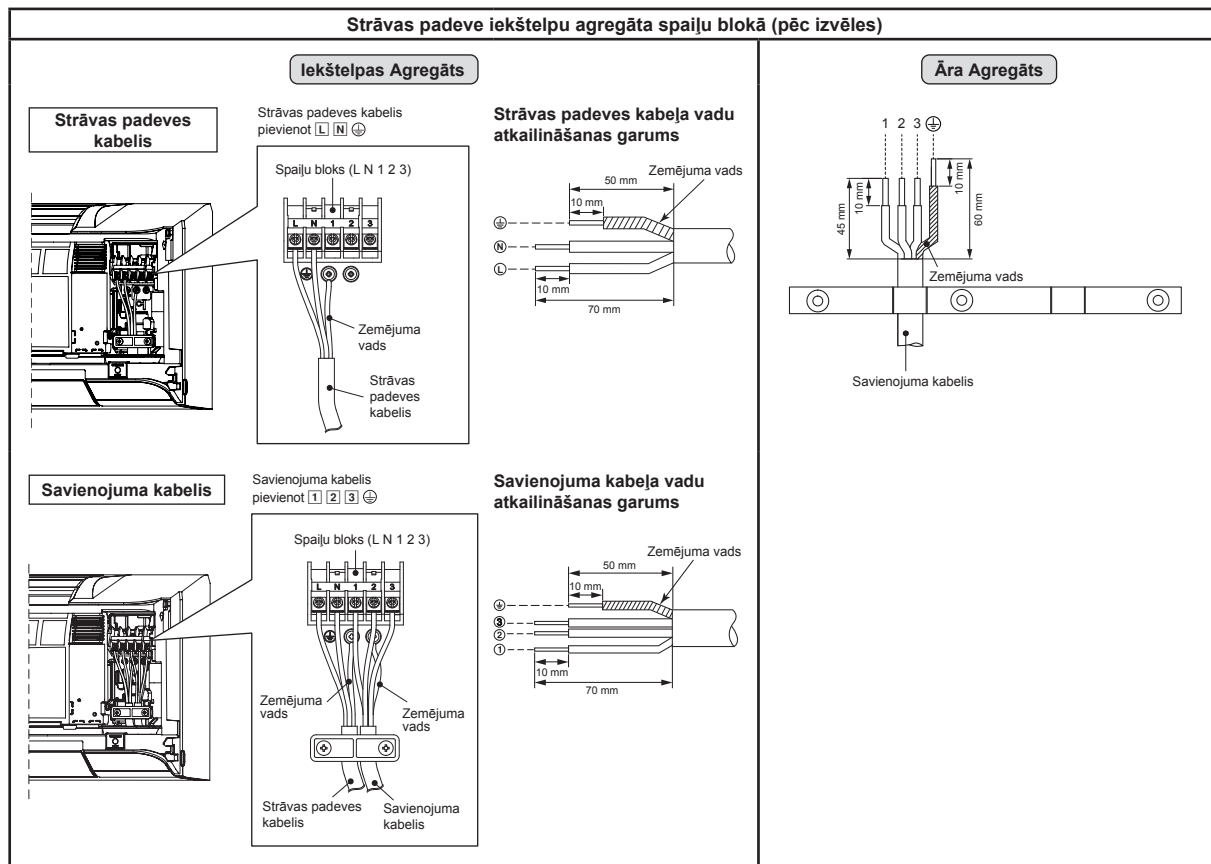 Strāvas padeve iekštelpu agregāta spaiļu blokā (pēc izvēles)
Iekštelpas Agregāts
Strāvas padeves
kabelis
Strāvas padeves kabelis
pievienot L N ⏚
Spaiļu bloks (L N 1 2 3)
L N 1 2 3
⏚
Zemējuma
vads
Strāvas
padeves
kabelis
Strāvas padeves kabeļa vadu
atkailināšanas garums
Zemējuma vads
50 mm
10 mm
⏚
Ⓝ
Ⓛ
10 mm
70 mm
Savienojuma kabelis
Savienojuma kabelis
pievienot 1 2 3 ⏚
Spaiļu bloks (L N 1 2 3)
L N 1 2 3
⏚
Zemējuma
vads
Zemējuma
vads
Strāvas padeves
kabelis
Savienojuma
kabelis
Savienojuma kabeļa vadu
atkailināšanas garums
Zemējuma vads
50 mm
10 mm
⏚
③
②
①
10 mm
70 mm
Āra Agregāts
1 2 3 ⏚
45 mm
10 mm
10 mm
60 mm
Zemējuma vads
Savienojuma kabelis